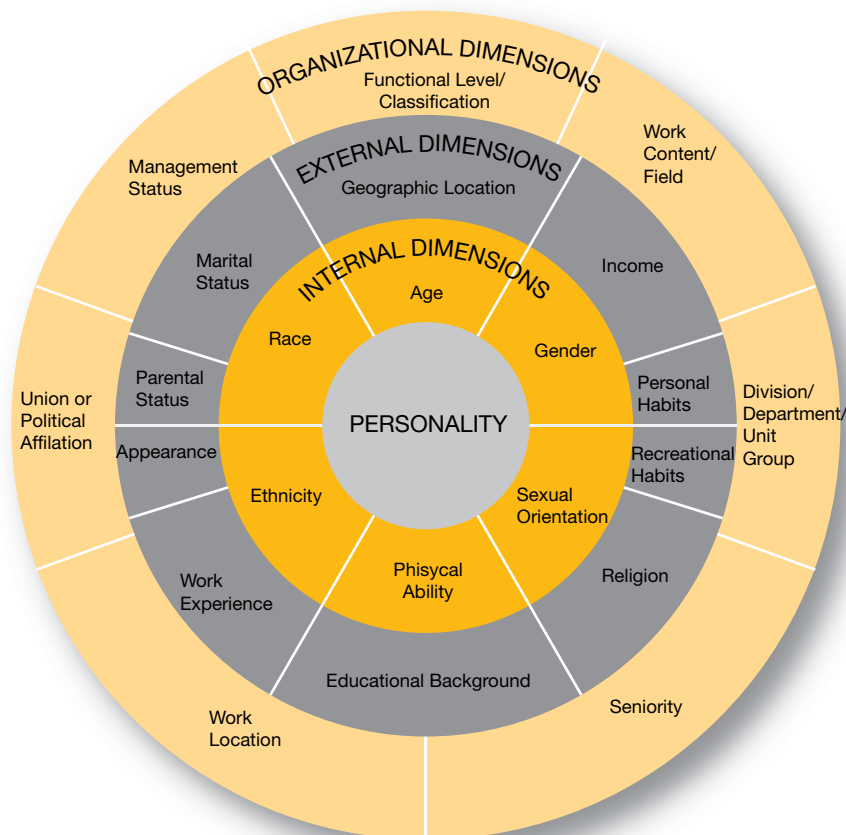 ORGANIZATIONAL DIMENSIONS
Functional Level/
Classification
EXTERNAL DIMENSIONS
Geographic Location
INTERNAL DIMENSIONS
Age
Work
Content/
Field
Management
Status
Marital
Status
Income
Race
Gender
Parental
Status
Personal
Habits
Union or
Political
Affilation
PERSONALITY
Division/
Department/
Unit
Group
Appearance
Recreational
Habits
Ethnicity
Sexual
Orientation
Phisycal
Ability
Work
Experience
Religion
Educational Background
Work
Location
Seniority